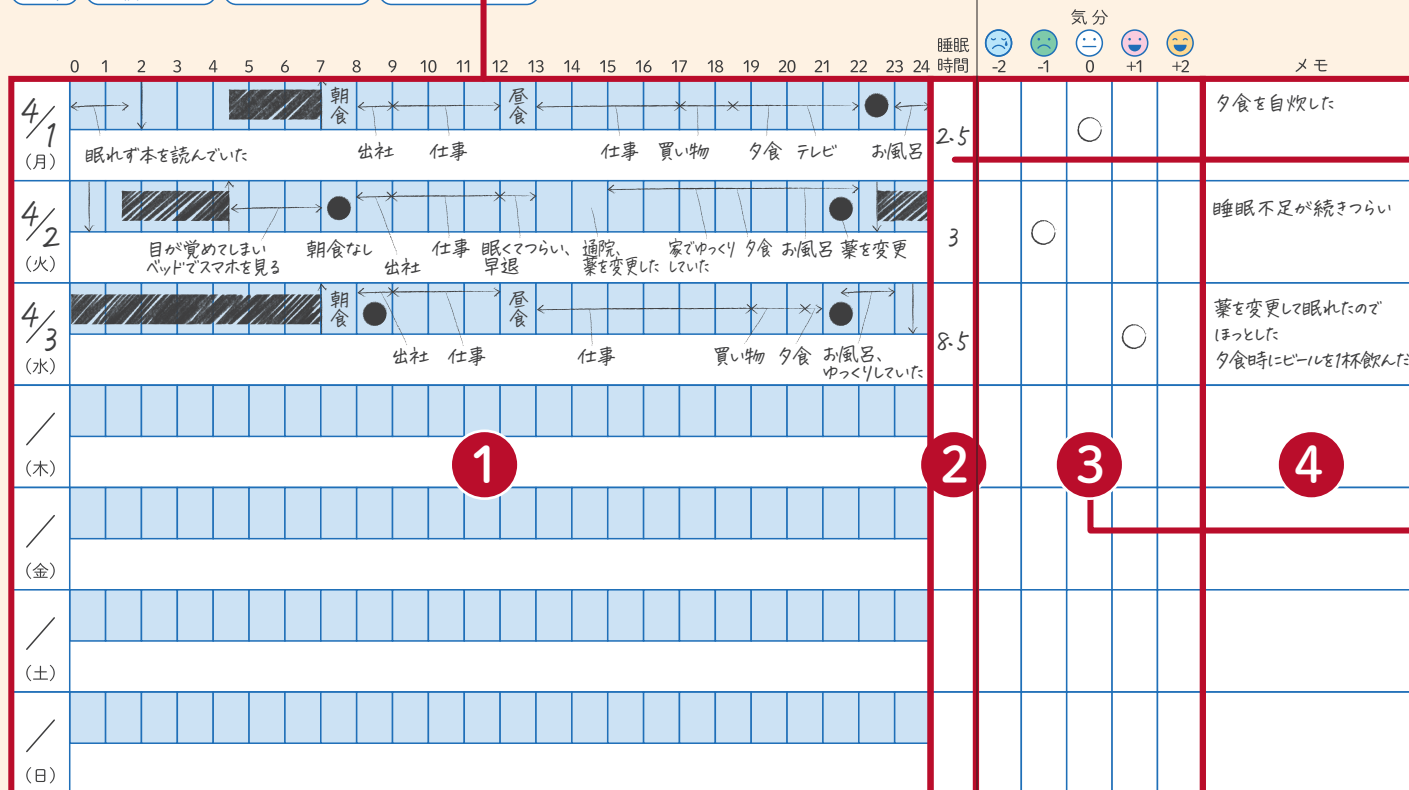 気分
睡眠
時間
-2 -1 0 +1 +2
メモ
0 1 2 3 4 5 6 7 8 9 10 11 12 13 14 15 16 17 18 19 20 21 22 23 24
4/1
(月)
朝食
昼食
眠れず本を読んでいた
出社 仕事 仕事 買い物 夕食 テレビ お風呂
2.5
夕食を自炊した
4/2
(火)
目が覚めてしまい
ベッドでスマホを見る
朝食なし
出社
仕事
眠くてつらい、
早退
通院、
薬を変更した
家でゆっくり
していた
夕食 お風呂 薬を変更
3
睡眠不足が続きつらい
4/3
(水)
朝食
昼食
出社 仕事 仕事 買い物 夕食 お風呂、
ゆっくりしていた
8.5
薬を変更して眠れたので
ほっとした
夕食時にビールを1杯飲んだ
/
(木)
1 2 3 4
/
(金)
/
(土)
/
(日)